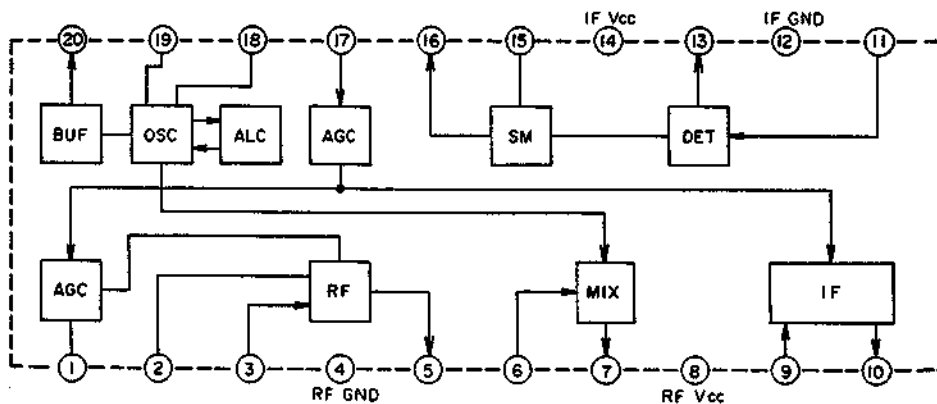 IF Vcc IF GND
20 19 18 17 16 15 14 13 12 11
BUF OSC ALC AGC SM DET
AGC RF MIX IF
1 2 3 4 5 6 7 8 9 10
RF GND RF Vcc